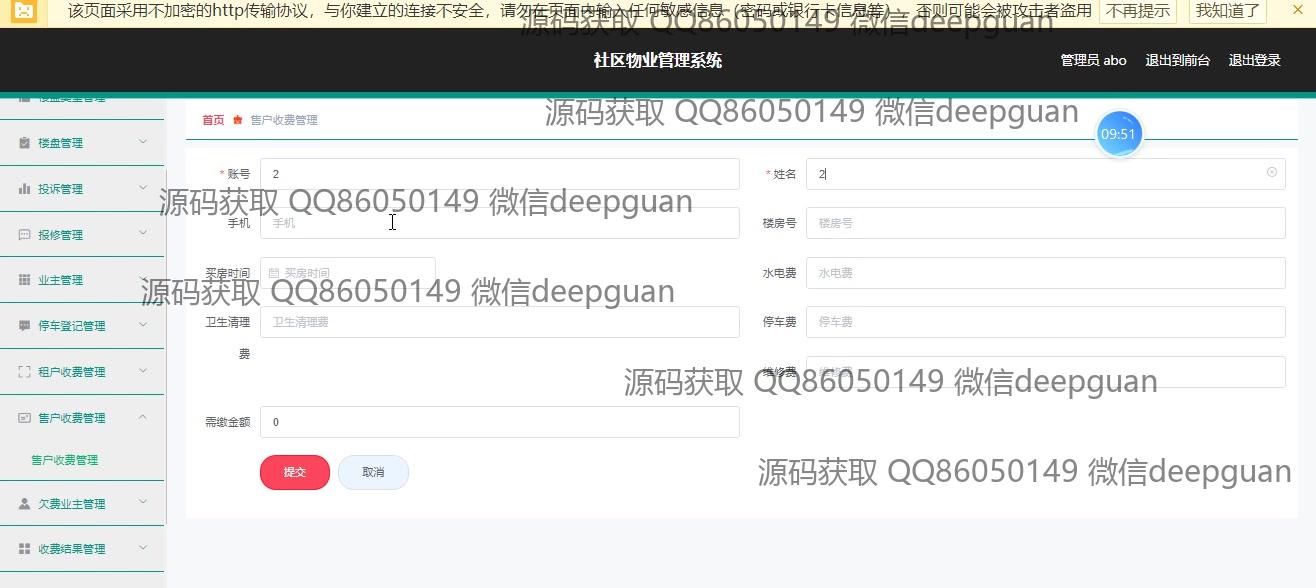 该页面采用不加密的http传输协议，与你建立的连接不安全，请勿在页面内输入任何敏感信息（密码或银行卡信息等），否则可能会被攻击者盗用 不再提示 我知道了
源码获取 QQ86050149 微信deepguan
社区物业管理系统
管理员 abo 退出到前台 退出登录
楼盘类型管理
首页 售户收费管理
源码获取 QQ86050149 微信deepguan
09:51
楼盘管理
* 账号 2
* 姓名 2
投诉管理
源码获取 QQ86050149 微信deepguan
手机 手机
楼房号 楼房号
报修管理
买房时间 买房时间
水电费 水电费
业主管理
源码获取 QQ86050149 微信deepguan
卫生清理费 卫生清理费
停车费 停车费
停车登记管理
租户收费管理
维修费 维修费
源码获取 QQ86050149 微信deepguan
售户收费管理
需缴金额 0
售户收费管理
提交 取消
源码获取 QQ86050149 微信deepguan
欠费业主管理
收费结果管理